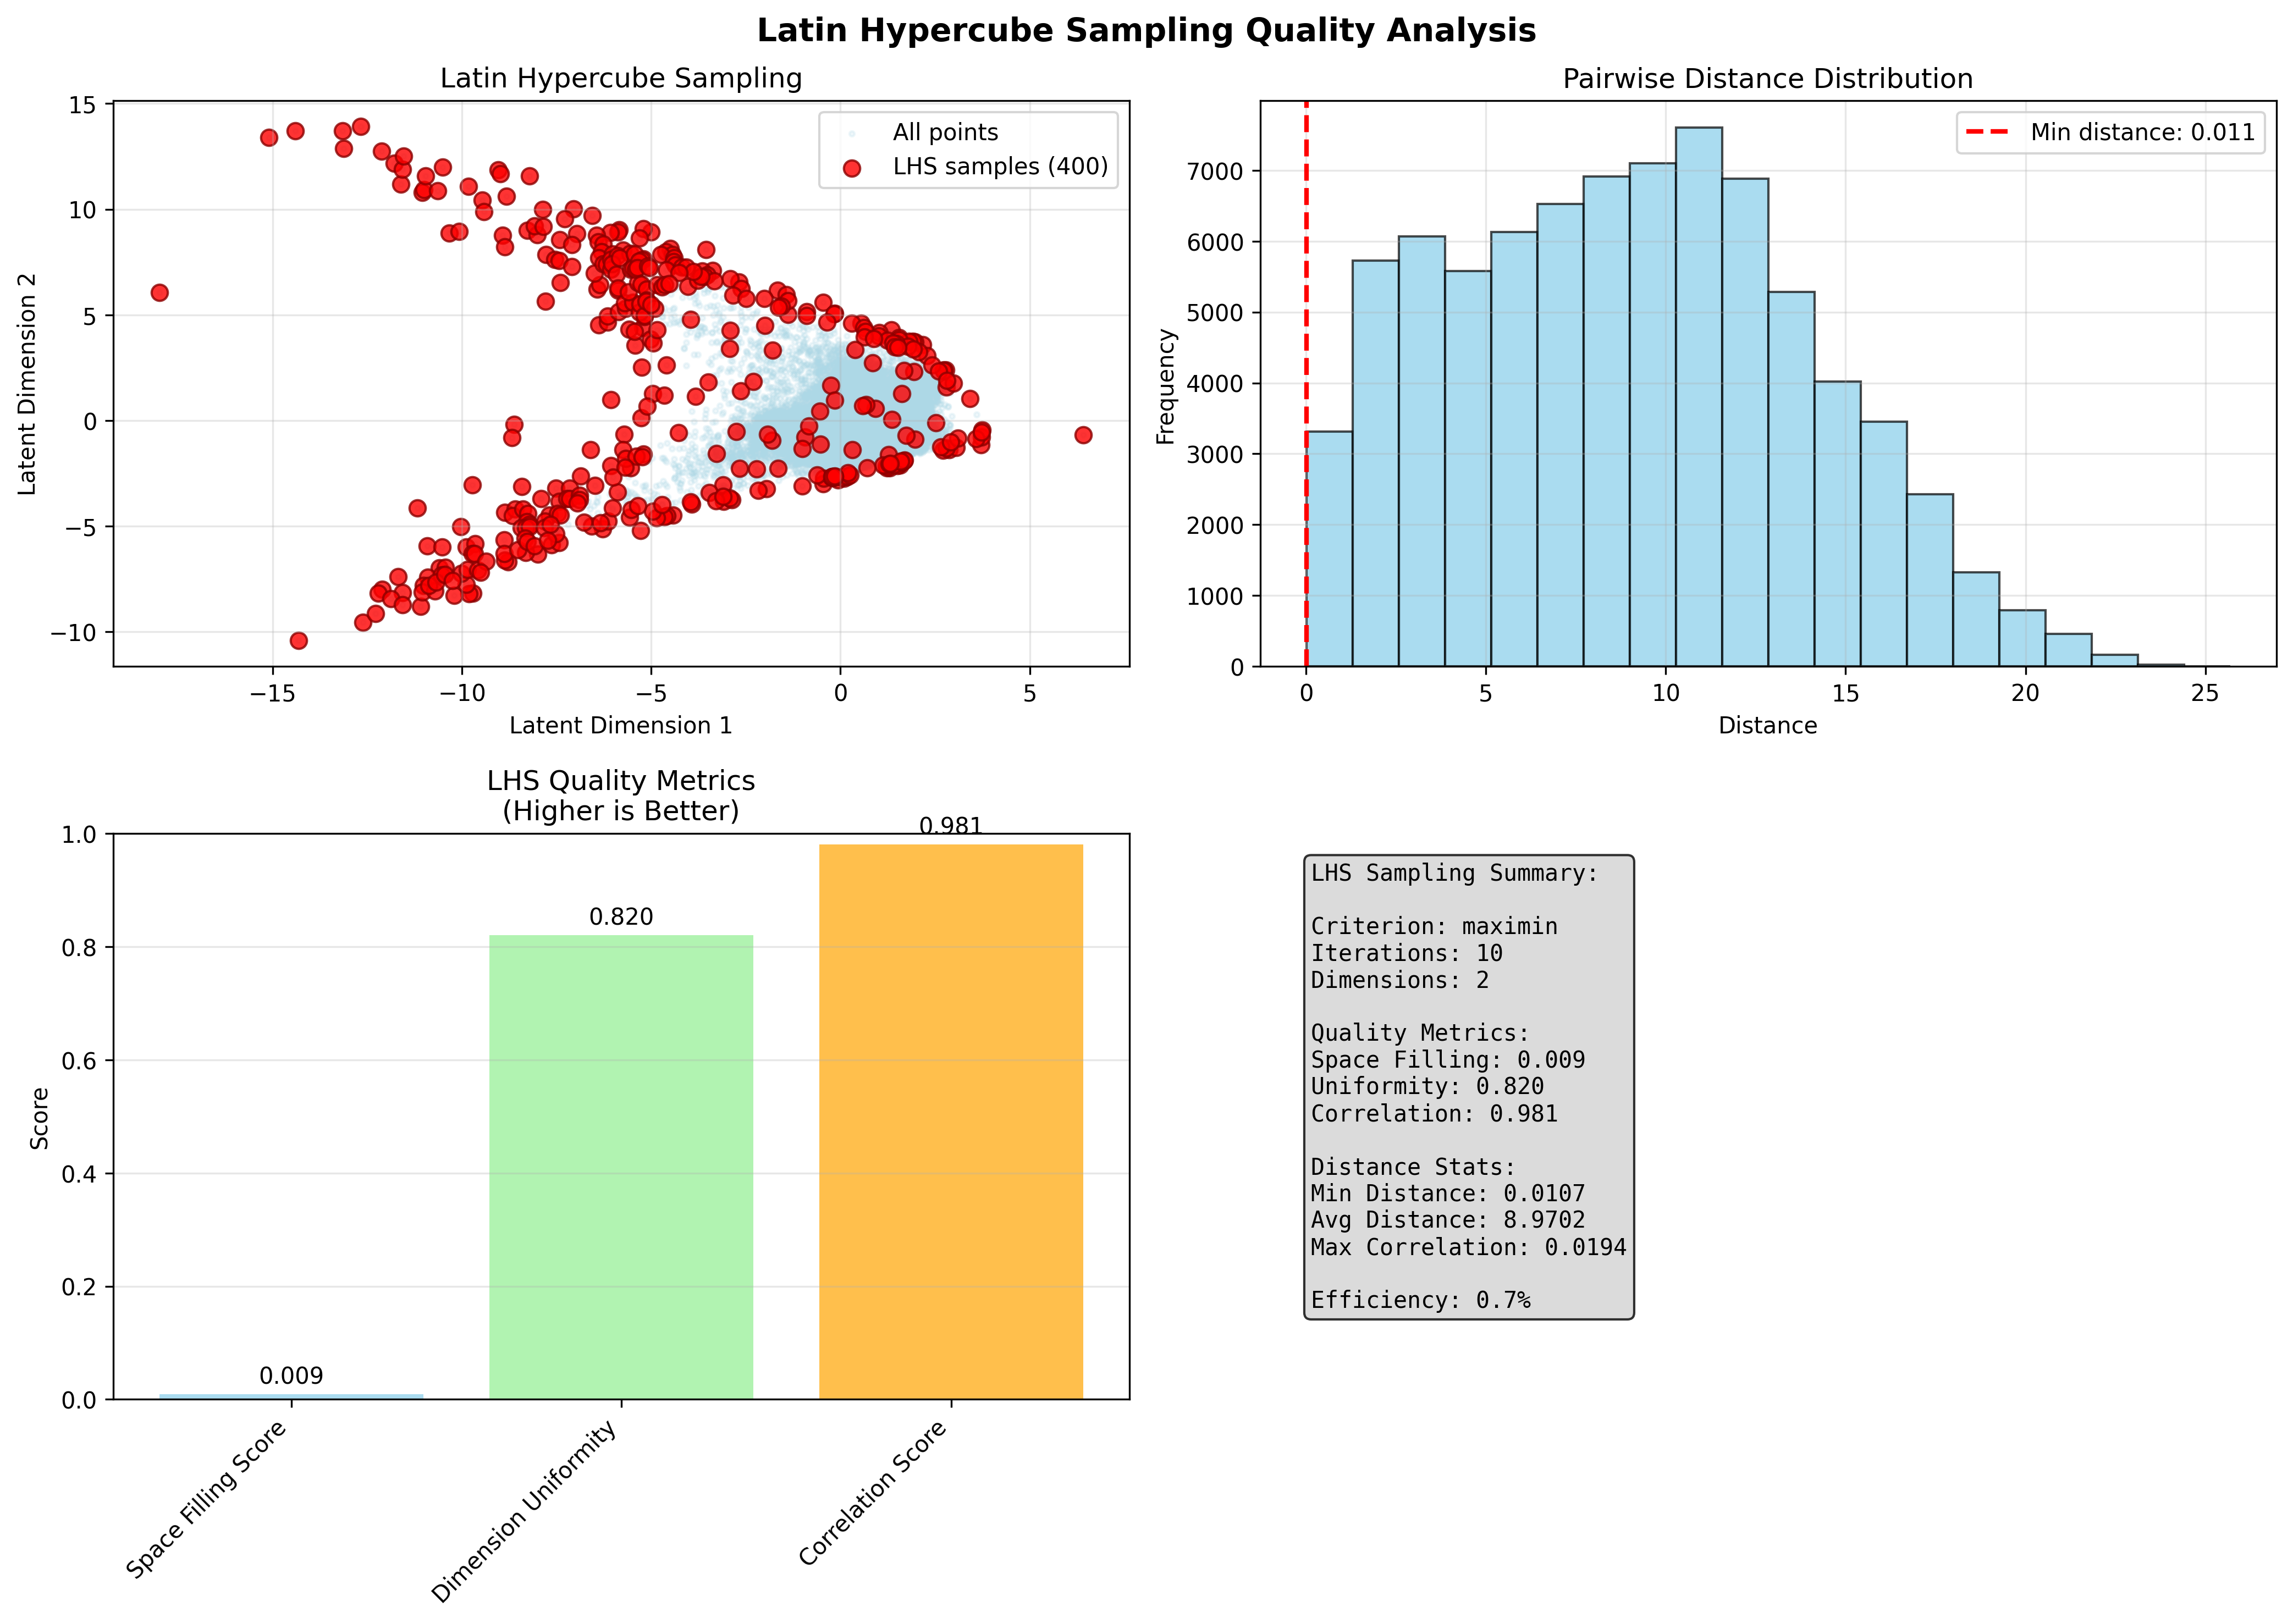 Latin Hypercube Sampling Quality Analysis
Latin Hypercube Sampling
15
10
5
0
−5
−10
Latent Dimension 2
All points
LHS samples (400)
−15
−10
−5
0
5
Latent Dimension 1
Pairwise Distance Distribution
7000
6000
5000
4000
3000
2000
1000
0
Frequency
Min distance: 0.011
0
5
10
15
20
25
Distance
LHS Quality Metrics
(Higher is Better)
1.0
0.8
0.6
0.4
0.2
0.0
Score
0.009
0.820
0.981
Space Filling Score
Dimension Uniformity
Correlation Score
LHS Sampling Summary:
Criterion: maximin
Iterations: 10
Dimensions: 2
Quality Metrics:
Space Filling: 0.009
Uniformity: 0.820
Correlation: 0.981
Distance Stats:
Min Distance: 0.0107
Avg Distance: 8.9702
Max Correlation: 0.0194
Efficiency: 0.7%